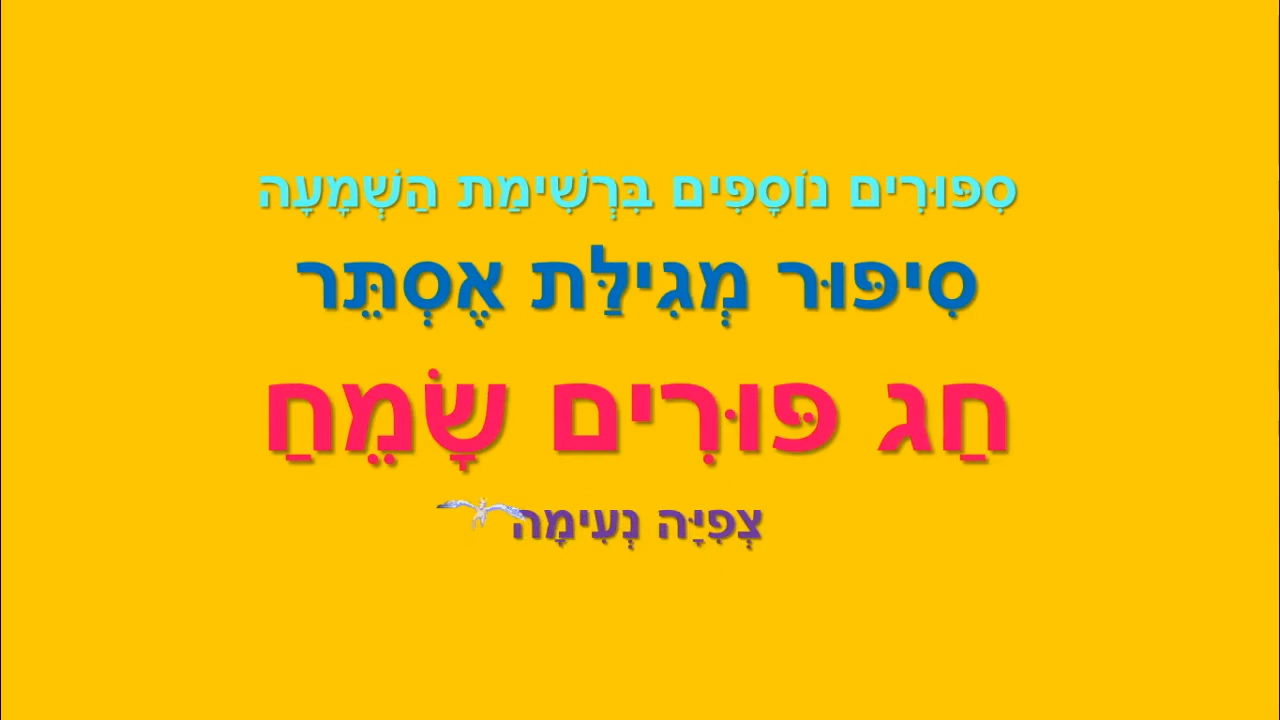 סִפּוּרִים נוֹסָפִים בִּרְשִׁימַת הַשְׁמָעָה
סִיפּוּר מְגִילַּת אֶסְתֵּר
חַג פּוּרִים שָׂמֵחַ
צְפִיָּה נְעִימָה